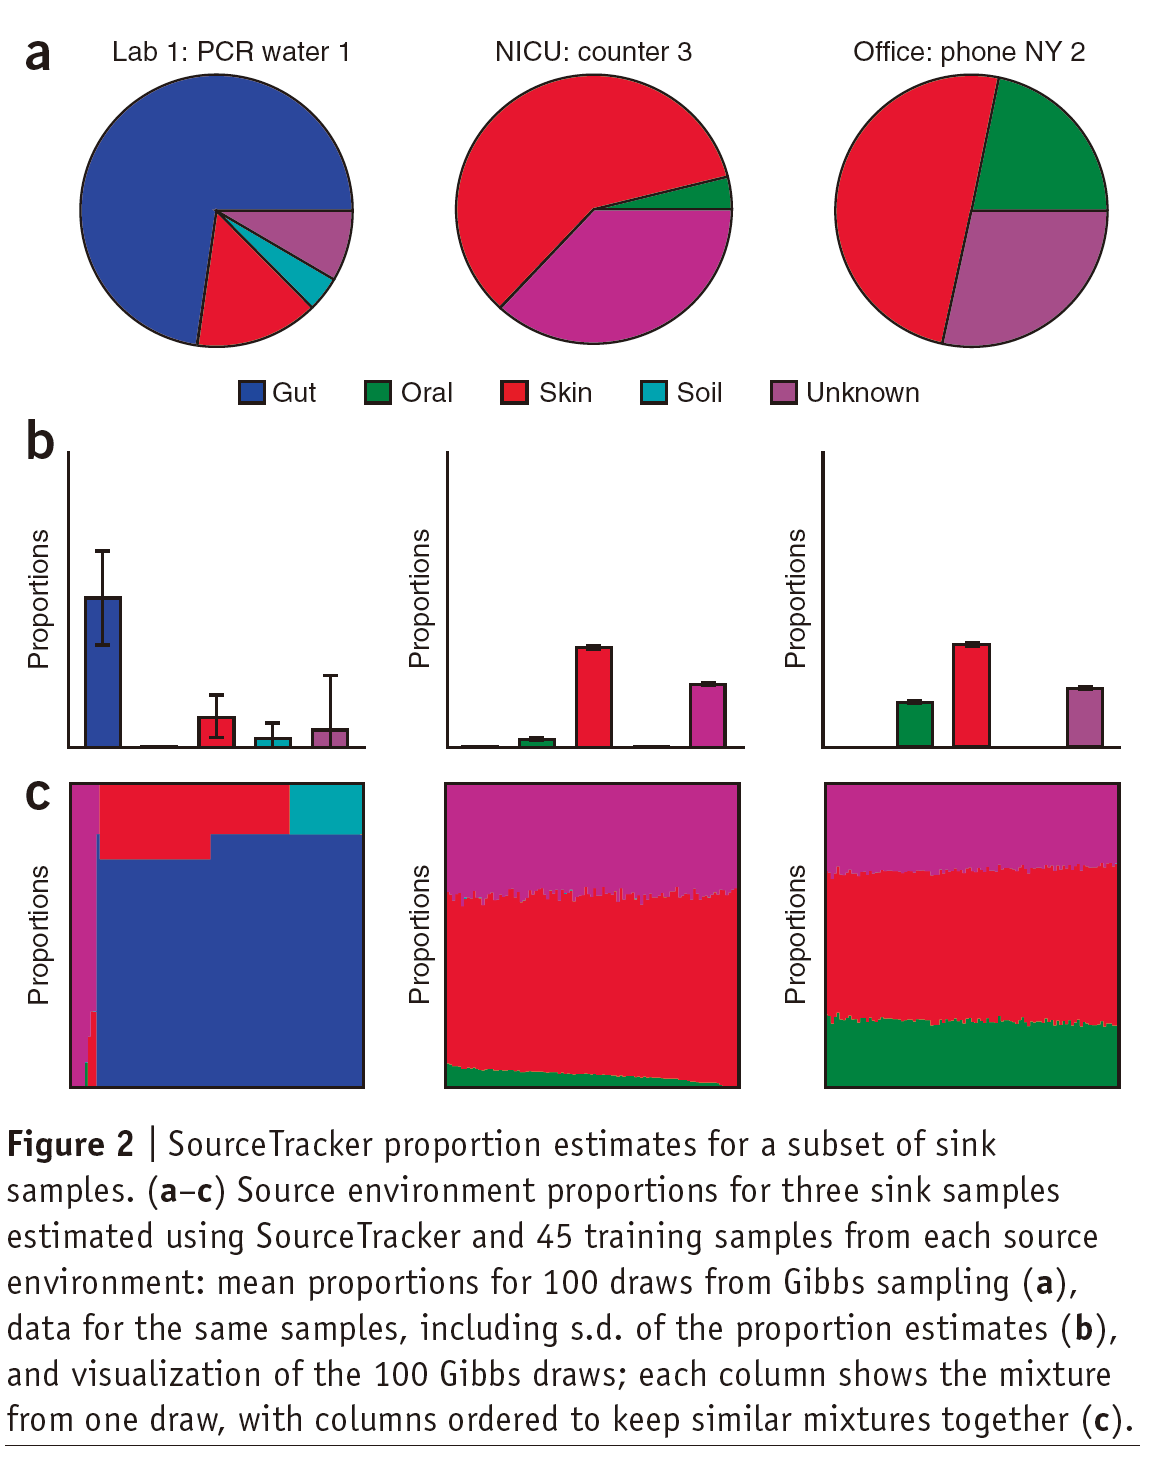 a
Lab 1: PCR water 1
NICU: counter 3
Office: phone NY 2
Gut
Oral
Skin
Soil
Unknown
b
Proportions
Proportions
Proportions
c
Proportions
Proportions
Proportions
Figure 2 | SourceTracker proportion estimates for a subset of sink
samples. (a–c) Source environment proportions for three sink samples
estimated using SourceTracker and 45 training samples from each source
environment: mean proportions for 100 draws from Gibbs sampling (a),
data for the same samples, including s.d. of the proportion estimates (b),
and visualization of the 100 Gibbs draws; each column shows the mixture
from one draw, with columns ordered to keep similar mixtures together (c).